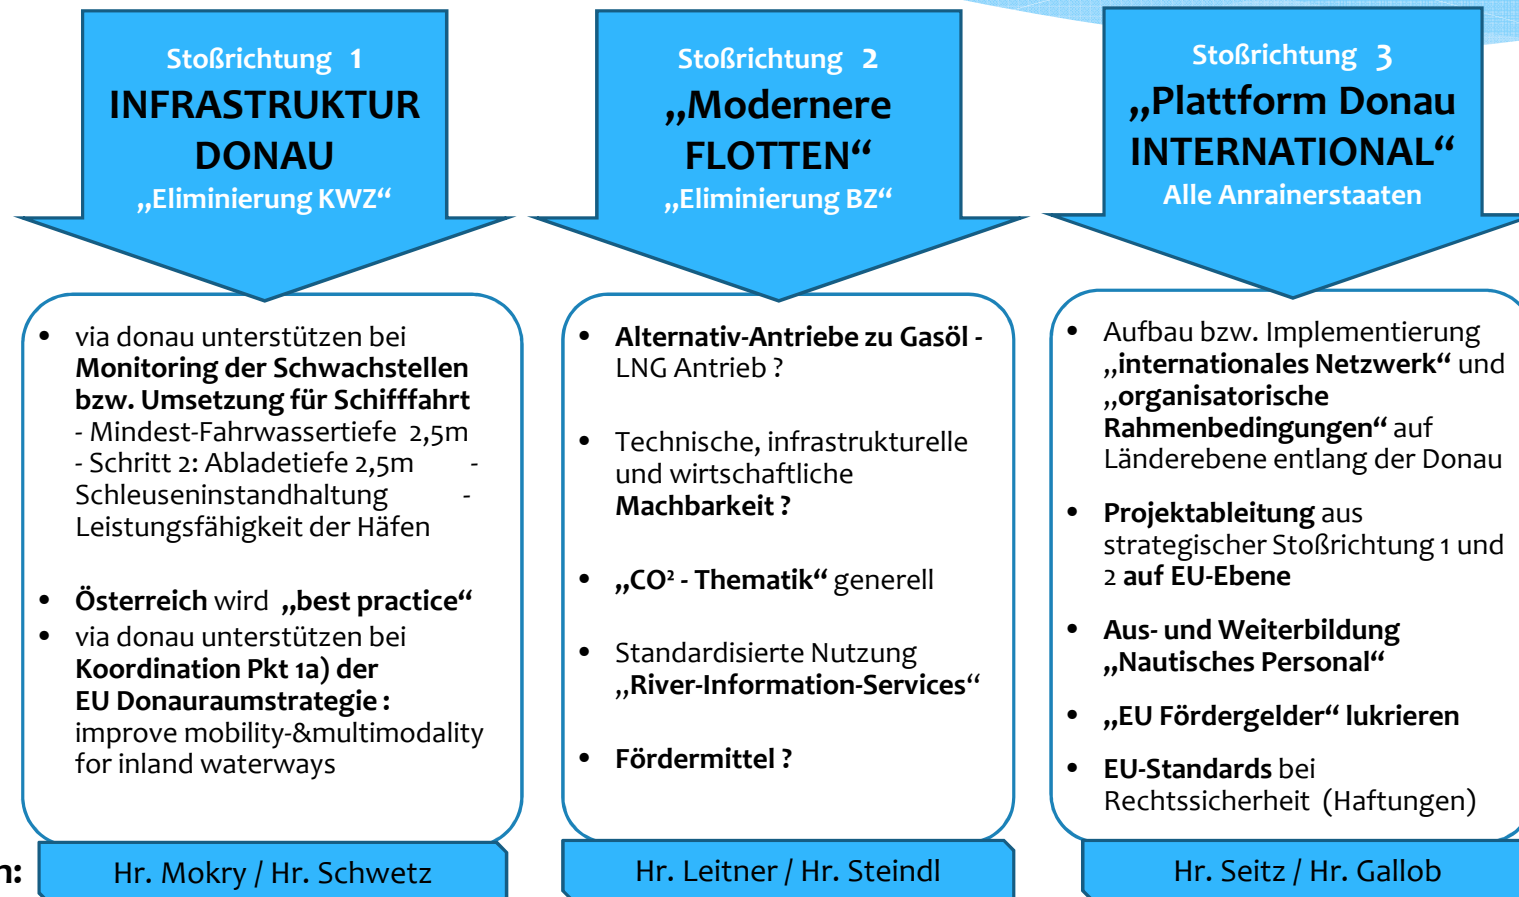 Stoßrichtung 1
INFRASTRUKTUR
DONAU
„Eliminierung KWZ“
• via donau unterstützen bei
Monitoring der Schwachstellen
bzw. Umsetzung für Schifffahrt
- Mindest-Fahrwassertiefe 2,5m
- Schritt 2: Abladetiefe 2,5m -
Schleuseninstandhaltung -
Leistungsfähigkeit der Häfen
• Österreich wird „best practice“
• via donau unterstützen bei
Koordination Pkt 1a) der
EU Donauraumstrategie :
improve mobility-&multimodality
for inland waterways
Stoßrichtung 2
„Modernere
FLOTTEN“
„Eliminierung BZ“
• Alternativ-Antriebe zu Gasöl -
LNG Antrieb ?
• Technische, infrastrukturelle
und wirtschaftliche
Machbarkeit ?
• „CO² - Thematik“ generell
• Standardisierte Nutzung
„River-Information-Services“
• Fördermittel ?
Stoßrichtung 3
„Plattform Donau
INTERNATIONAL“
Alle Anrainerstaaten
• Aufbau bzw. Implementierung
„internationales Netzwerk“ und
„organisatorische
Rahmenbedingungen“ auf
Länderebene entlang der Donau
• Projektableitung aus
strategischer Stoßrichtung 1 und
2 auf EU-Ebene
• Aus- und Weiterbildung
„Nautisches Personal“
• „EU Fördergelder“ lukrieren
• EU-Standards bei
Rechtssicherheit (Haftungen)
n:
Hr. Mokry / Hr. Schwetz
Hr. Leitner / Hr. Steindl
Hr. Seitz / Hr. Gallob